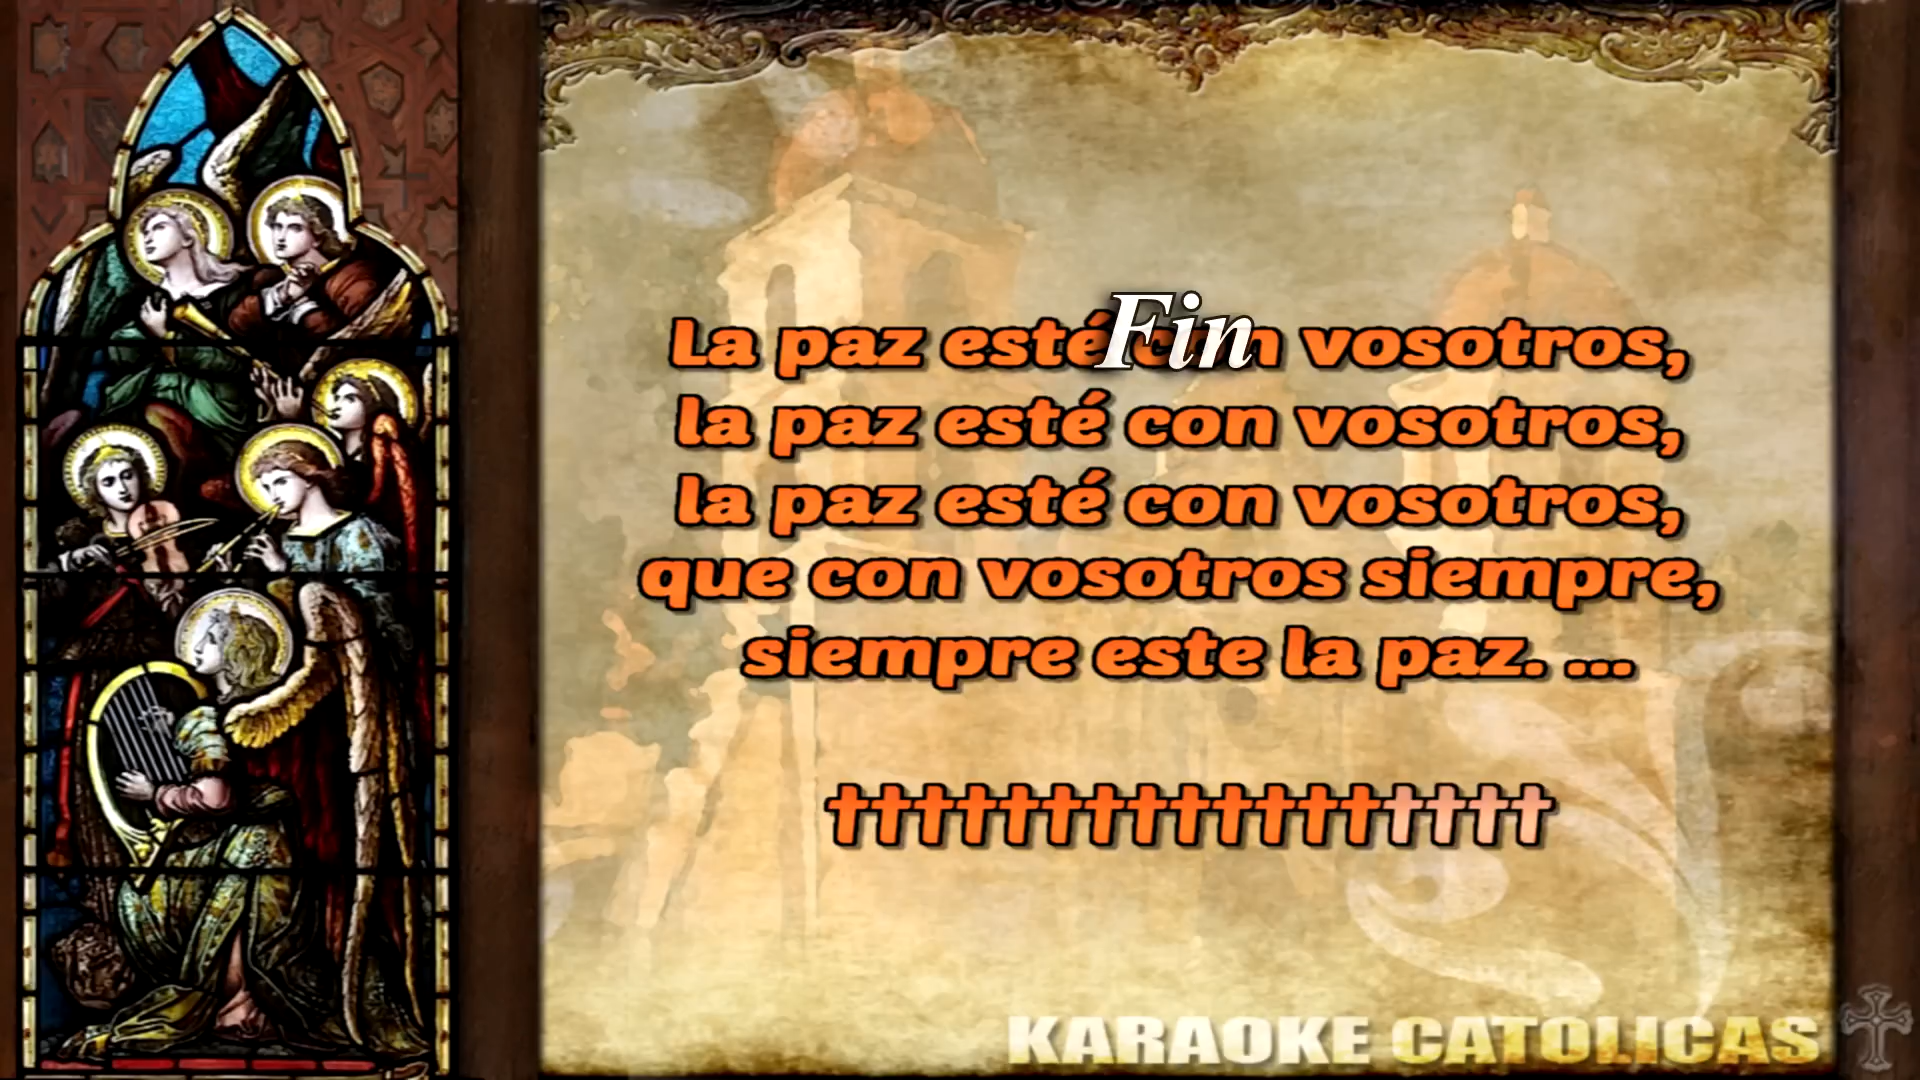 Fin
La paz esté con vosotros,
la paz esté con vosotros,
la paz esté con vosotros,
que con vosotros siempre,
siempre este la paz. ...
†††††††††††††††††
KARAOKE CATOLICAS